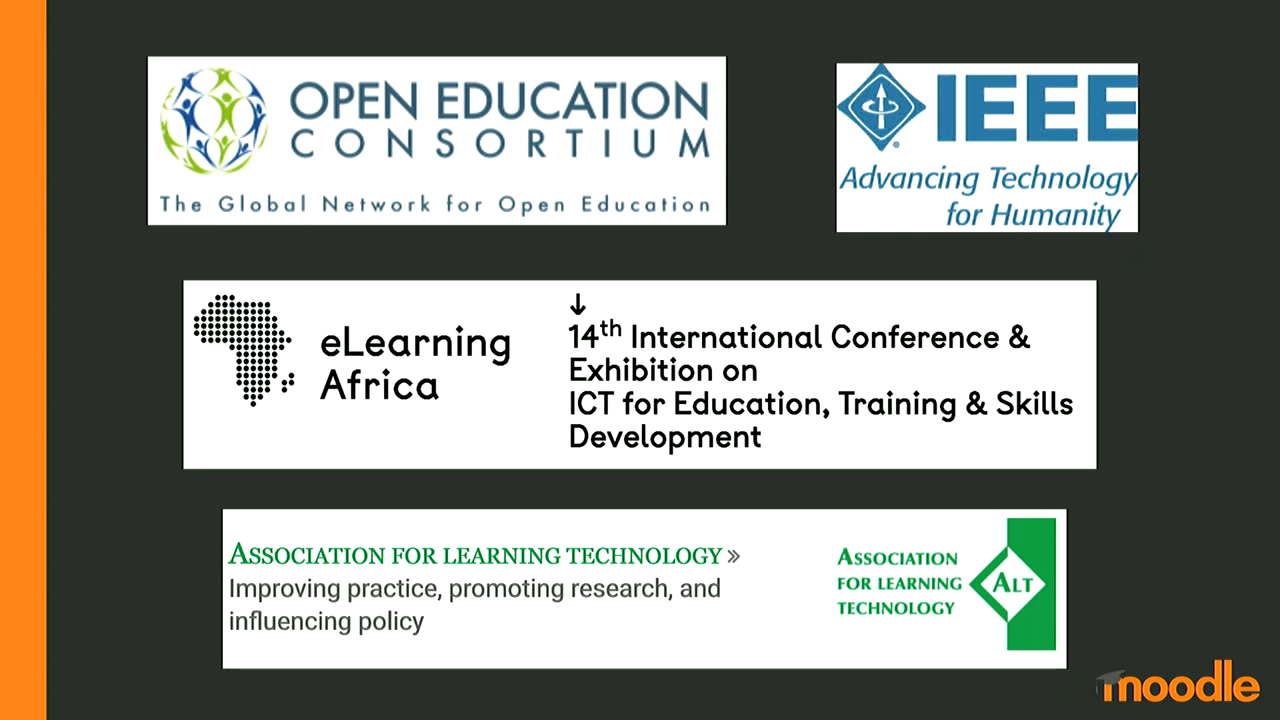 OPEN EDUCATION
CONSORTIUM
The Global Network for Open Education
IEEE
Advancing Technology
for Humanity
eLearning
Africa
↓
14th International Conference &
Exhibition on
ICT for Education, Training & Skills
Development
ASSOCIATION FOR LEARNING TECHNOLOGY »
Improving practice, promoting research, and
influencing policy
ASSOCIATION
FOR LEARNING
TECHNOLOGY
ALT
moodle